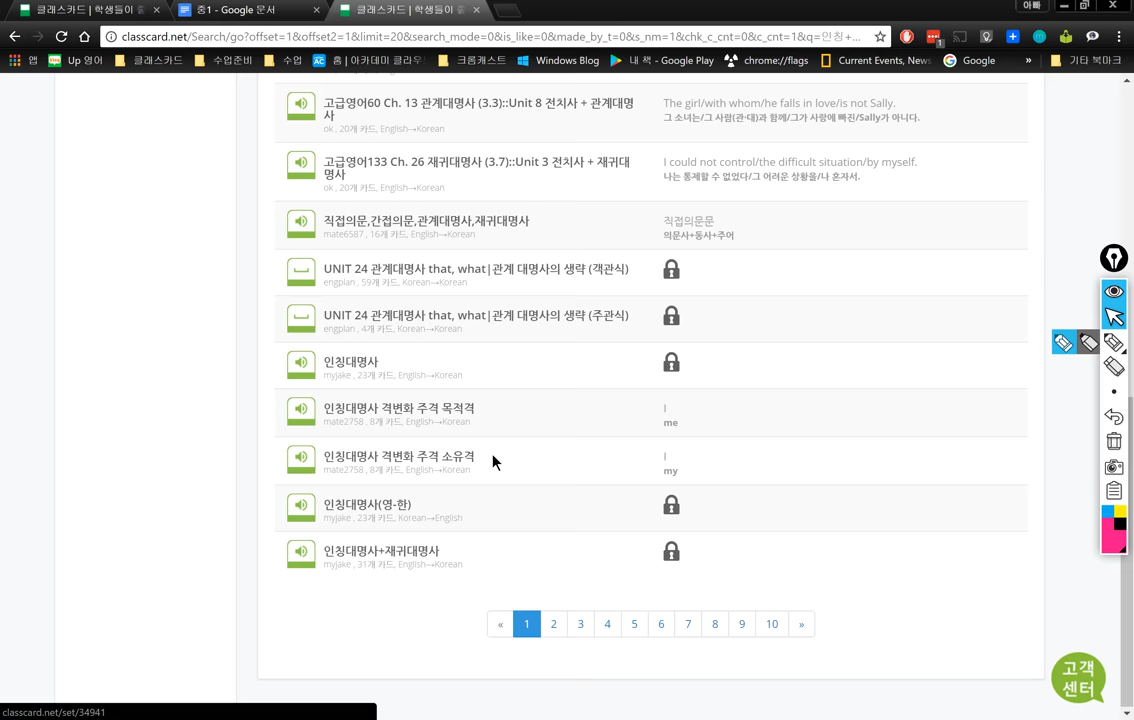 클래스카드 | 학생들이 
중1 - Google 문서
클래스카드 | 학생들이 
아빠
classcard.net/Search/go?offset=1&offset2=1&limit=20&search_mode=0&is_like=0&made_by_t=0&s_nm=1&chk_c_cnt=0&c_cnt=1&q=인칭+...
1
앱
Up 영어
클래스카드
수업준비
수업
홈 | 아카데미 클라우
크롬캐스트
Windows Blog
내 책 - Google Play
chrome://flags
Current Events, New
Google
»
기타 북마크
고급영어60 Ch. 13 관계대명사 (3.3)::Unit 8 전치사 + 관계대명
사
ok , 20개 카드, English→Korean
The girl/with whom/he falls in love/is not Sally.
그 소녀는/그 사람(관·대)과 함께/그가 사랑에 빠진/Sally가 아니다.
고급영어133 Ch. 26 재귀대명사 (3.7)::Unit 3 전치사 + 재귀대
명사
ok , 20개 카드, English→Korean
I could not control/the difficult situation/by myself.
나는 통제할 수 없었다/그 어려운 상황을/나 혼자서.
직접의문,간접의문,관계대명사,재귀대명사
mate6587 , 16개 카드, English→Korean
직접의문문
의문사+동사+주어
UNIT 24 관계대명사 that, what|관계 대명사의 생략 (객관식)
engplan , 59개 카드, Korean→Korean
UNIT 24 관계대명사 that, what|관계 대명사의 생략 (주관식)
engplan , 4개 카드, Korean→Korean
인칭대명사
myjake , 23개 카드, English→Korean
인칭대명사 격변화 주격 목적격
mate2758 , 8개 카드, English→Korean
I
me
인칭대명사 격변화 주격 소유격
mate2758 , 8개 카드, English→Korean
I
my
인칭대명사(영-한)
myjake , 23개 카드, Korean→English
인칭대명사+재귀대명사
myjake , 31개 카드, English→Korean
« 1 2 3 4 5 6 7 8 9 10 »
고객
센터
classcard.net/set/34941